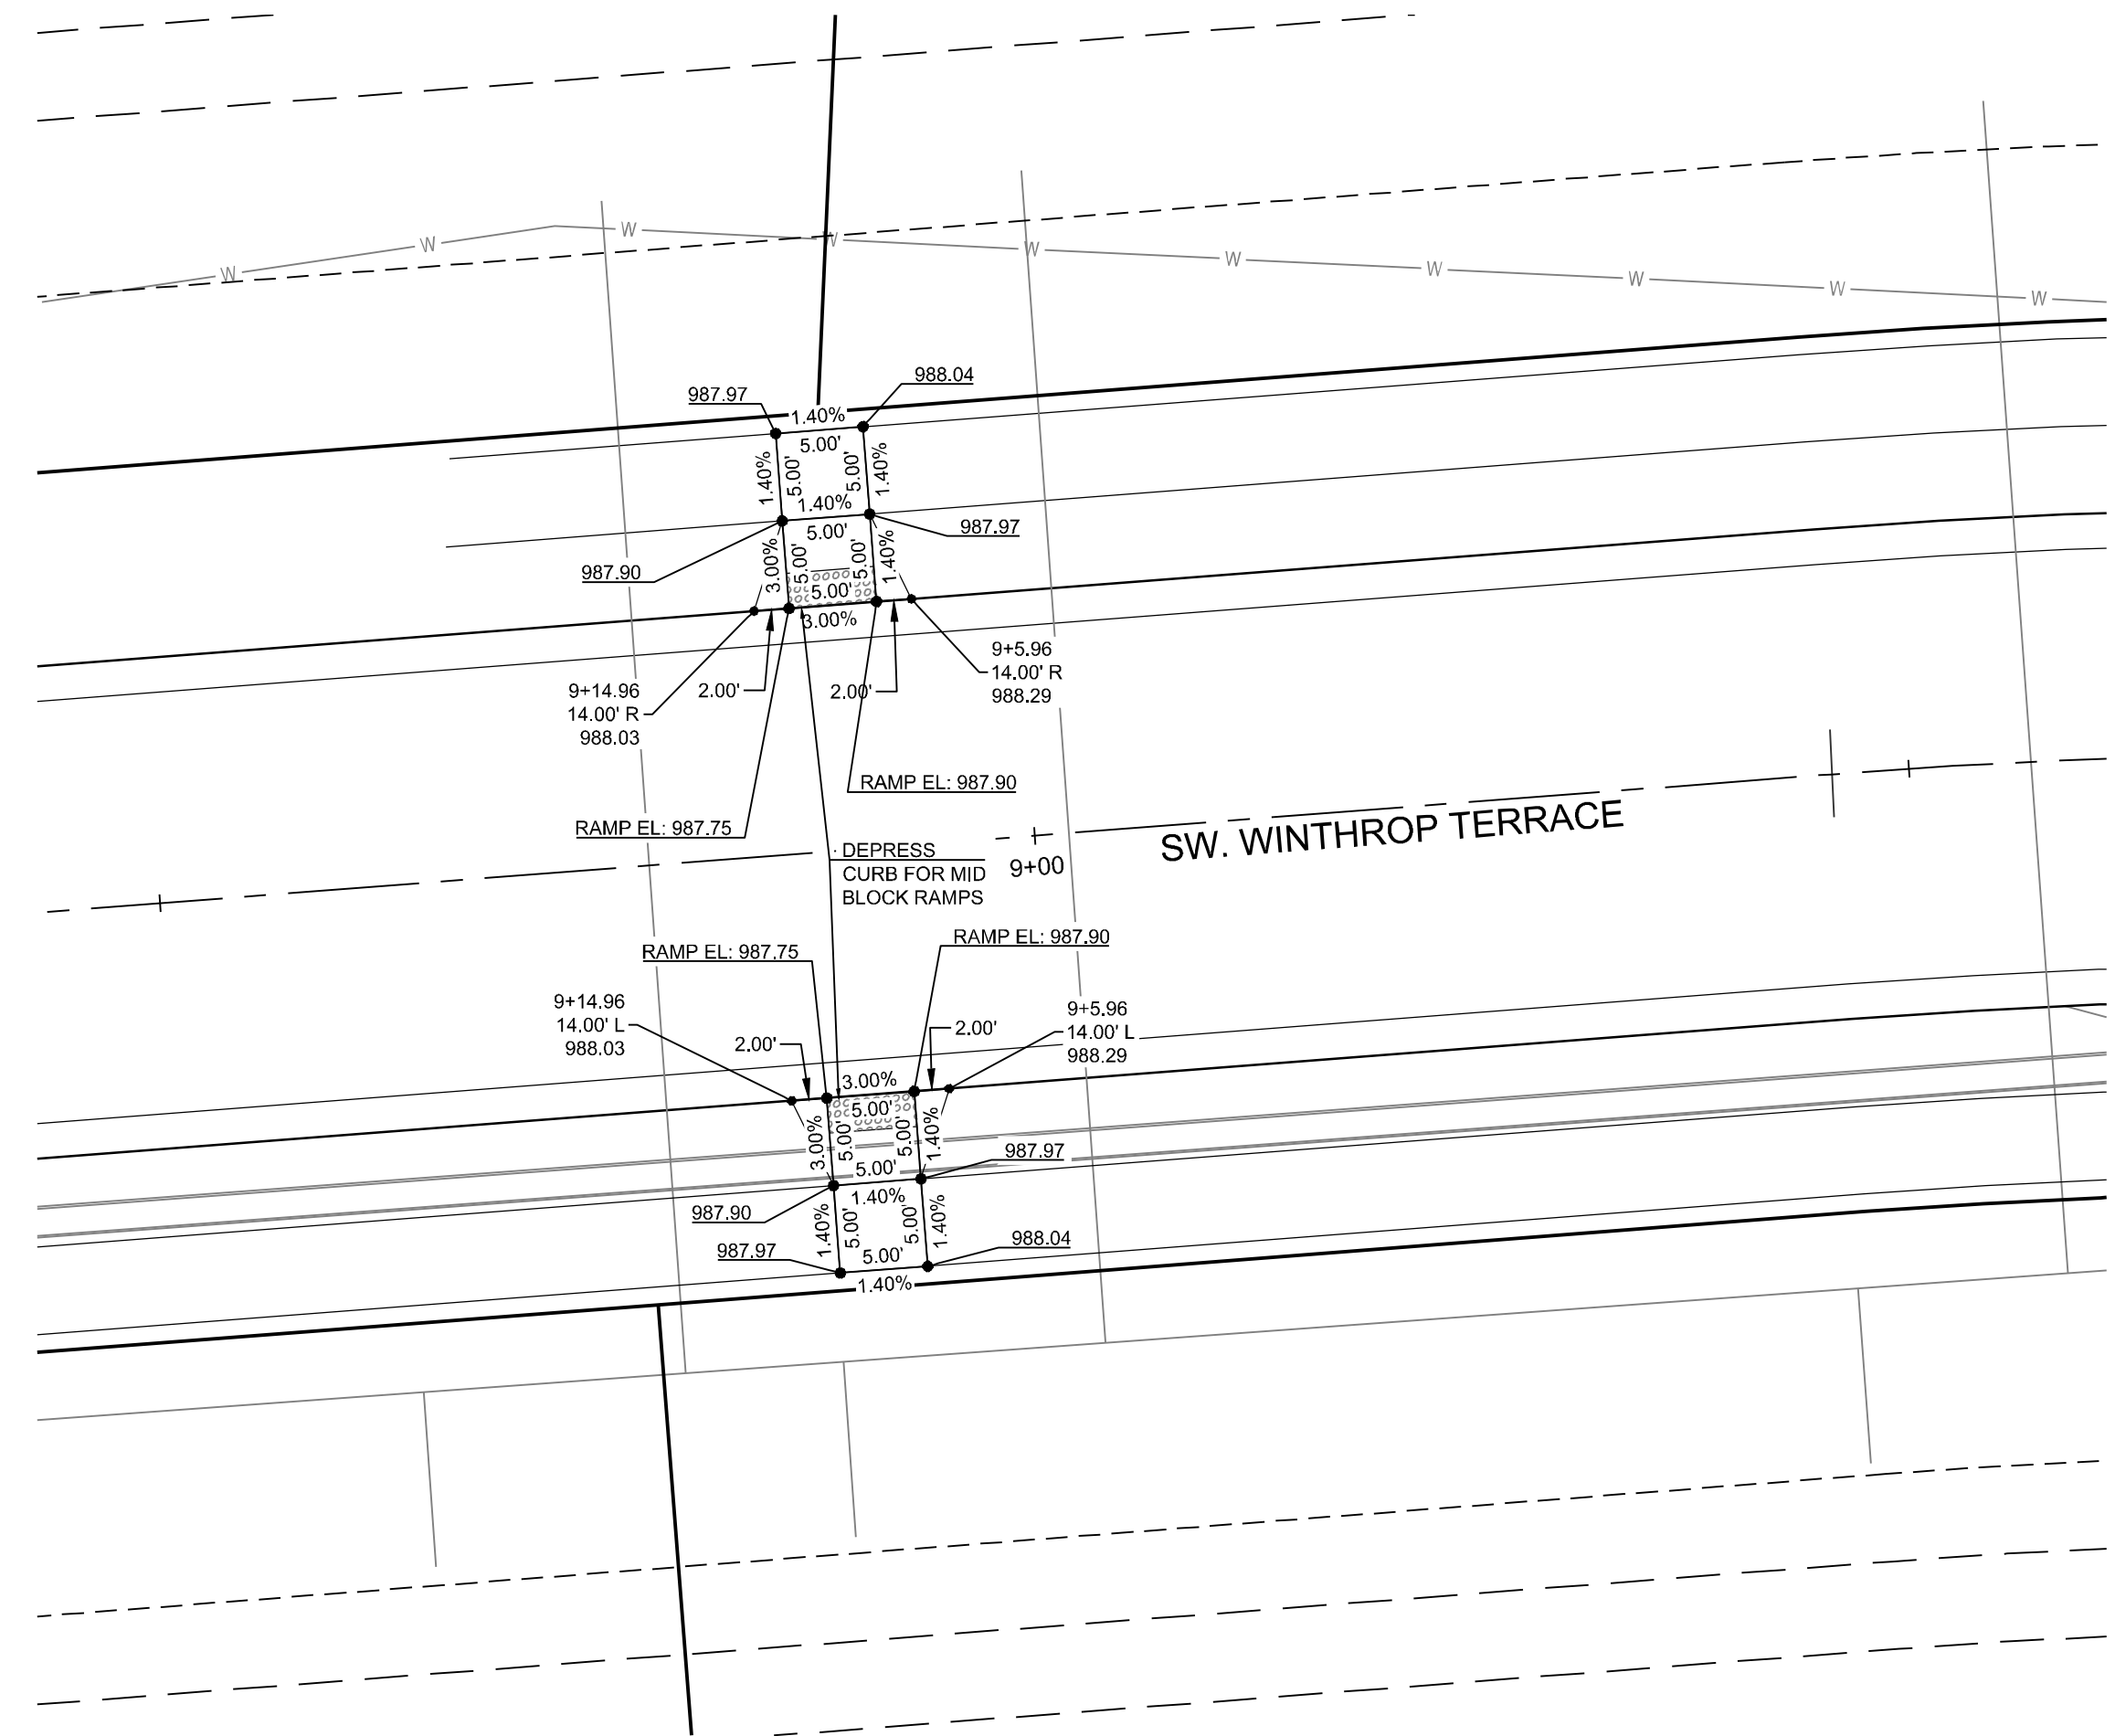 W
W
W
W
W
W
W
W
W
W
987.97
988.04
1.40%
5.00'
1.40%
5.00'
5.00'
1.40%
1.40%
5.00'
987.90
987.97
3.00%
5.00'
5.00'
1.40%
5.00'
3.00%
9+14.96
14.00' R
988.03
2.00'
2.00'
9+5.96
14.00' R
988.29
RAMP EL: 987.90
RAMP EL: 987.75
DEPRESS
CURB FOR MID
BLOCK RAMPS
9+00
SW. WINTHROP TERRACE
RAMP EL: 987.75
RAMP EL: 987.90
9+14.96
14.00' L
988.03
2.00'
2.00'
9+5.96
14.00' L
988.29
3.00%
5.00'
3.00%
5.00'
5.00'
1.40%
987.97
5.00'
1.40%
987.90
1.40%
5.00'
5.00'
1.40%
987.97
5.00'
988.04
1.40%